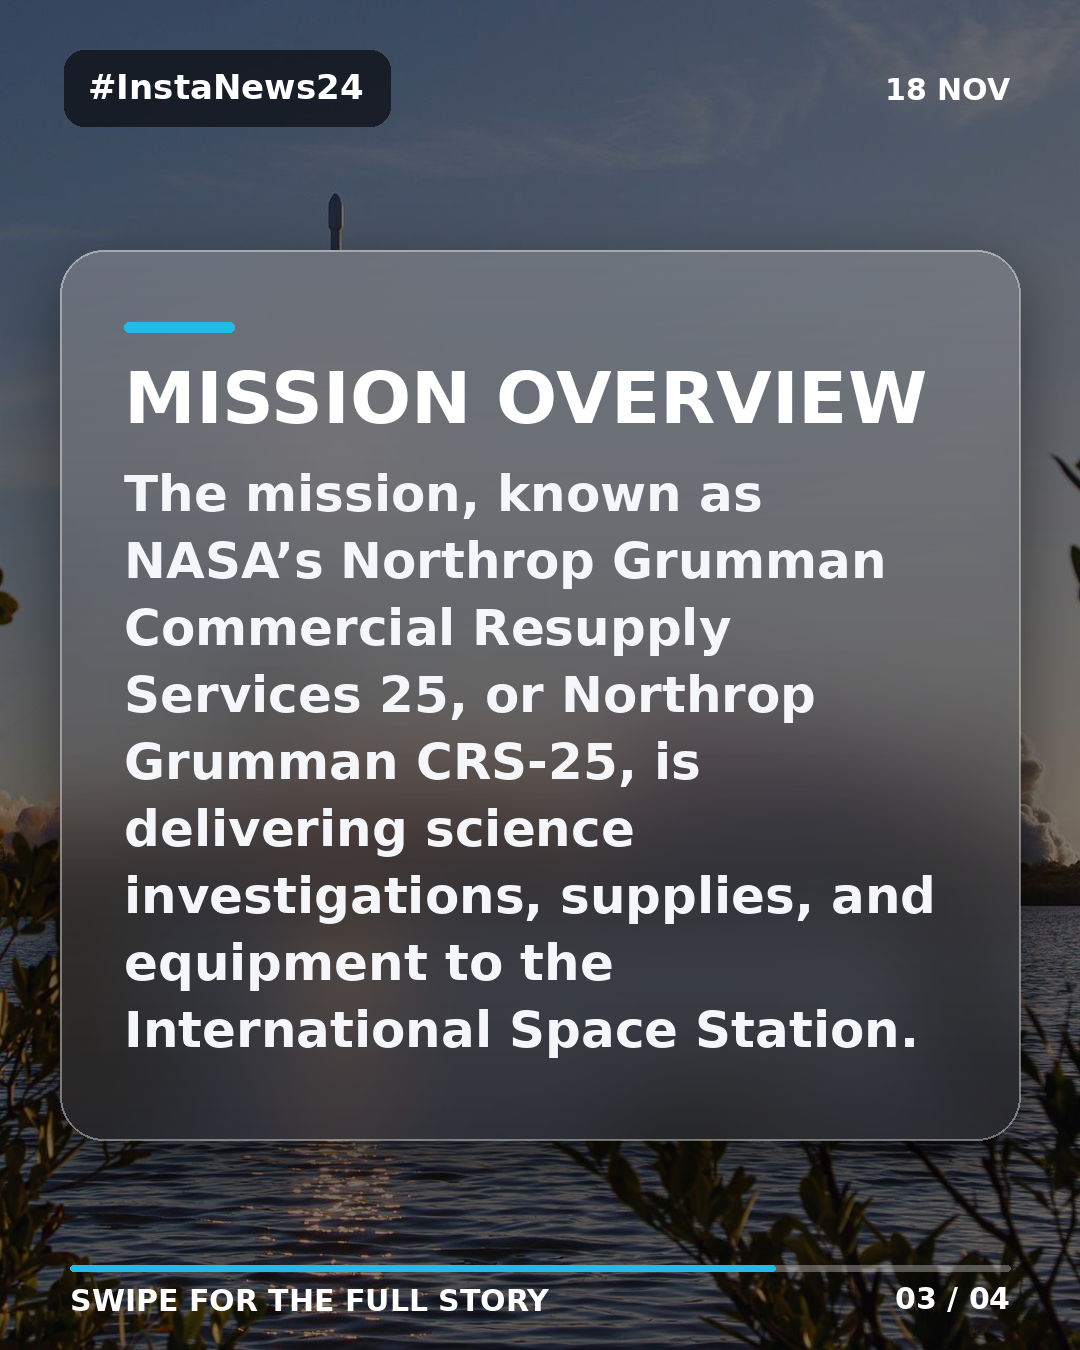 #InstaNews24
18 NOV
MISSION OVERVIEW
The mission, known as
NASA’s Northrop Grumman
Commercial Resupply
Services 25, or Northrop
Grumman CRS-25, is
delivering science
investigations, supplies, and
equipment to the
International Space Station.
SWIPE FOR THE FULL STORY
03 / 04